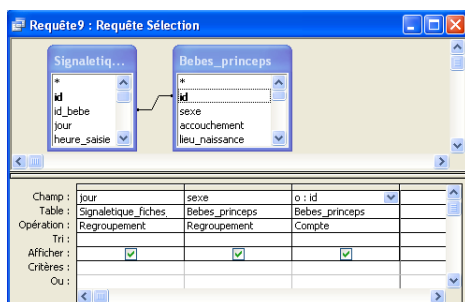 Requête9 : Requête Sélection
Signaletiq...
*
id
id_bebe
jour
heure_saisie
Bebes_princeps
*
id
sexe
accouchement
lieu_naissance
Champ : jour sexe o : id
Table : Signaletique_fiches_ Bebes_princeps Bebes_princeps
Opération : Regroupement Regroupement Compte
Tri :
Afficher :
Critères :
Ou :